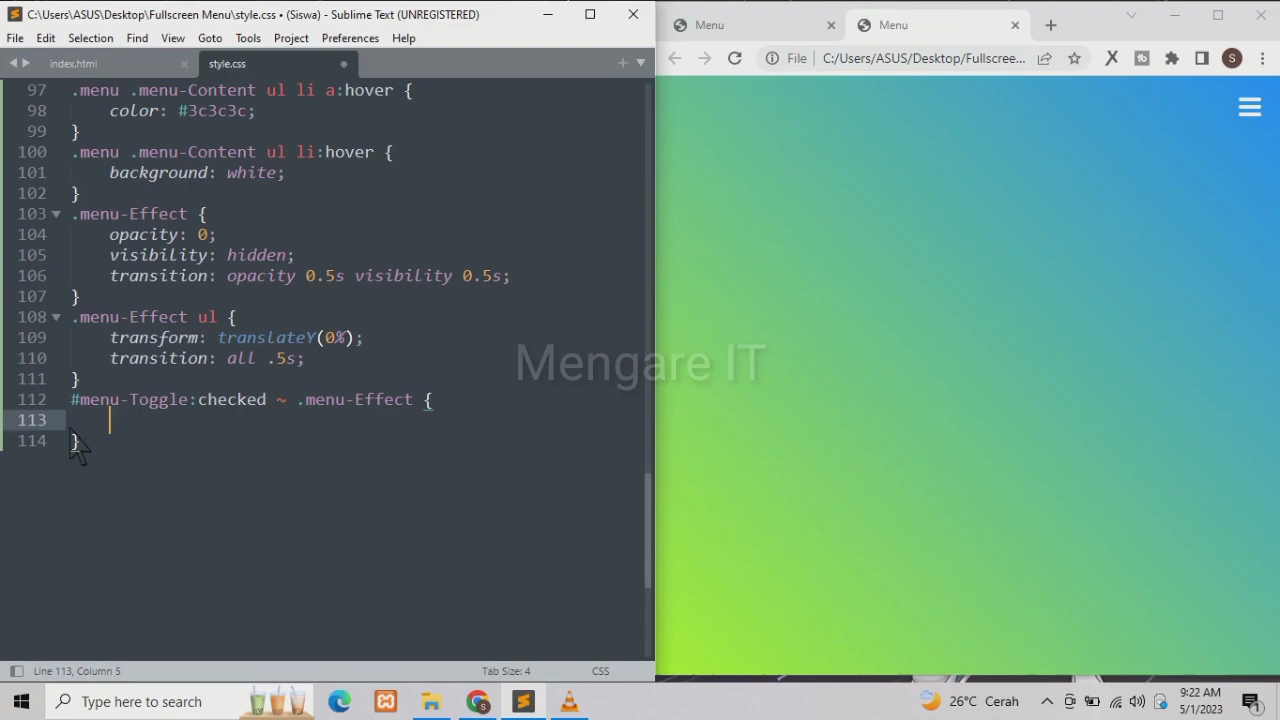 C:\Users\ASUS\Desktop\Fullscreen Menu\style.css • (Siswa) - Sublime Text (UNREGISTERED)
File Edit Selection Find View Goto Tools Project Preferences Help
index.html
style.css
97 .menu .menu-Content ul li a:hover {
98 color: #3c3c3c;
99 }
100 .menu .menu-Content ul li:hover {
101 background: white;
102 }
103 .menu-Effect {
104 opacity: 0;
105 visibility: hidden;
106 transition: opacity 0.5s visibility 0.5s;
107 }
108 .menu-Effect ul {
109 transform: translateY(0%);
110 transition: all .5s;
111 }
112 #menu-Toggle:checked ~ .menu-Effect {
113
114 }
Line 113, Column 5
Tab Size: 4
CSS
Menu
Menu
File
C:/Users/ASUS/Desktop/Fullscree...
S
Mengare IT
Type here to search
26°C Cerah
9:22 AM
5/1/2023
1